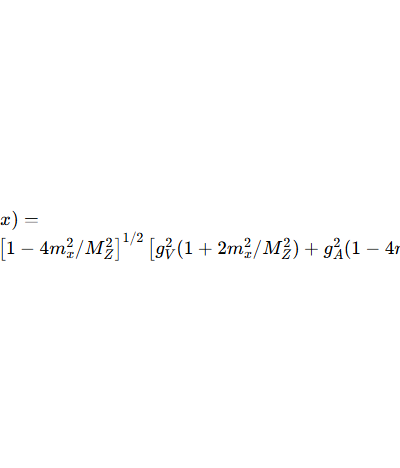 x) =
[1 − 4m_x^2/M_Z^2]^{1/2} [g_V^2(1 + 2m_x^2/M_Z^2) + g_A^2(1 − 4